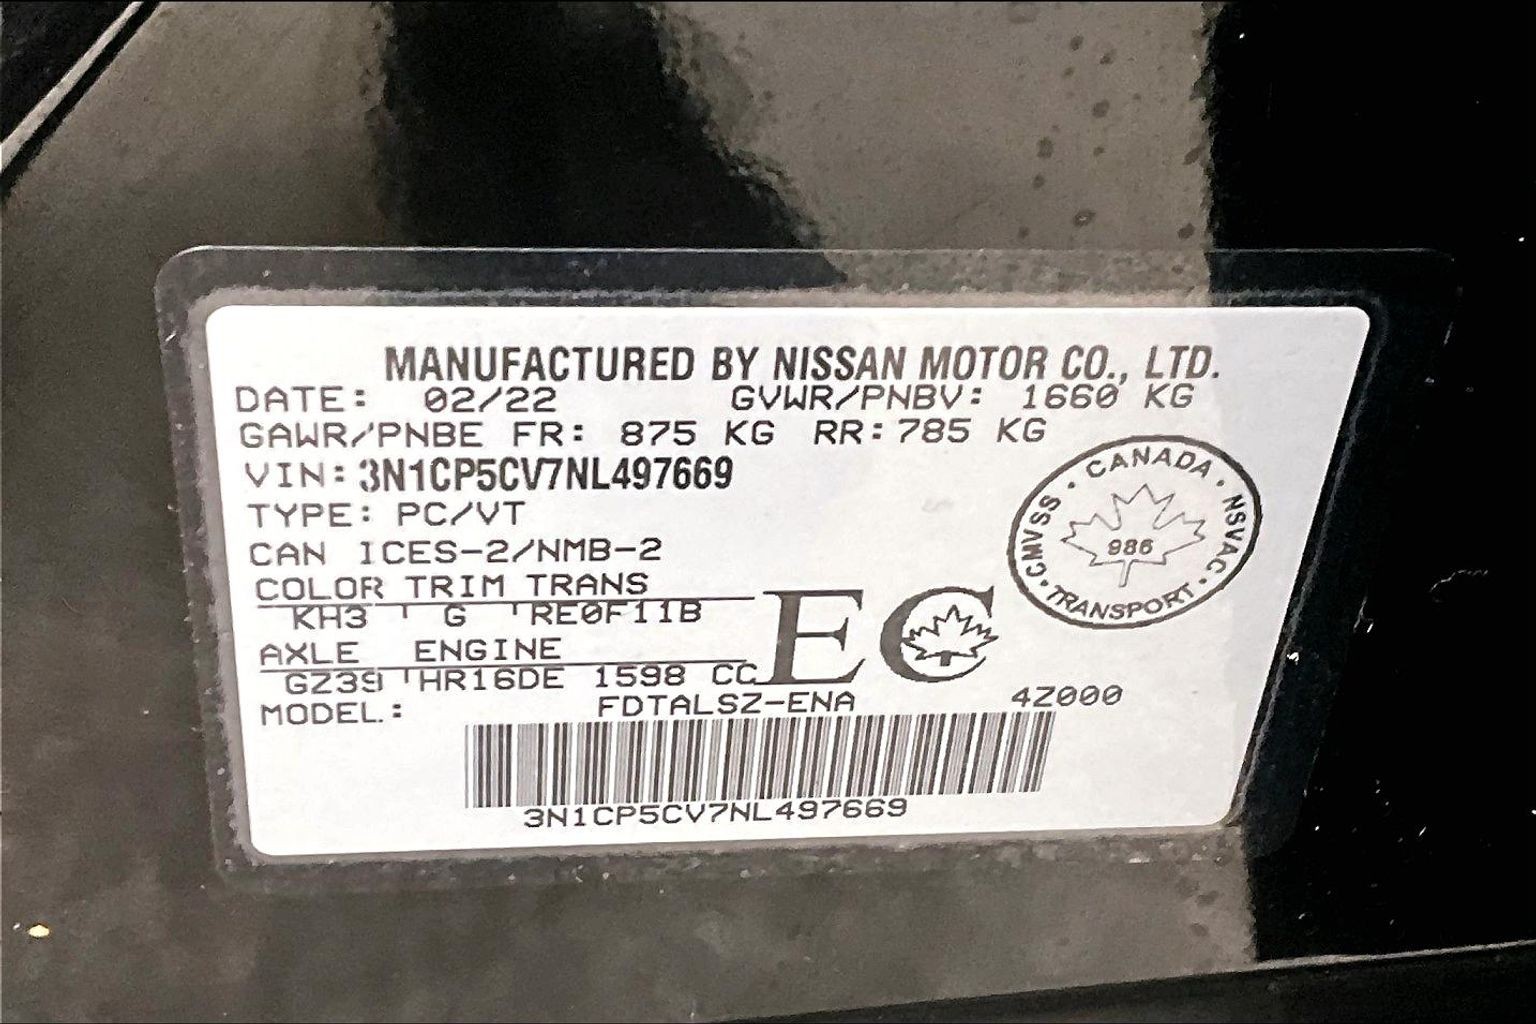 MANUFACTURED BY NISSAN MOTOR CO., LTD.
DATE: 02/22 GVWR/PNBV: 1660 KG
GAWR/PNBE FR: 875 KG RR: 785 KG
VIN: 3N1CP5CV7NL497669
TYPE: PC/VT
CAN ICES-2/NMB-2
COLOR TRIM TRANS
KH3 G RE0F11B
AXLE ENGINE
GZ39 HR16DE 1598 CC
MODEL: FDTALSZ-ENA 4Z000
3N1CP5CV7NL497669
EC
CANADA
CMVSS · NSVAC
986
TRANSPORT